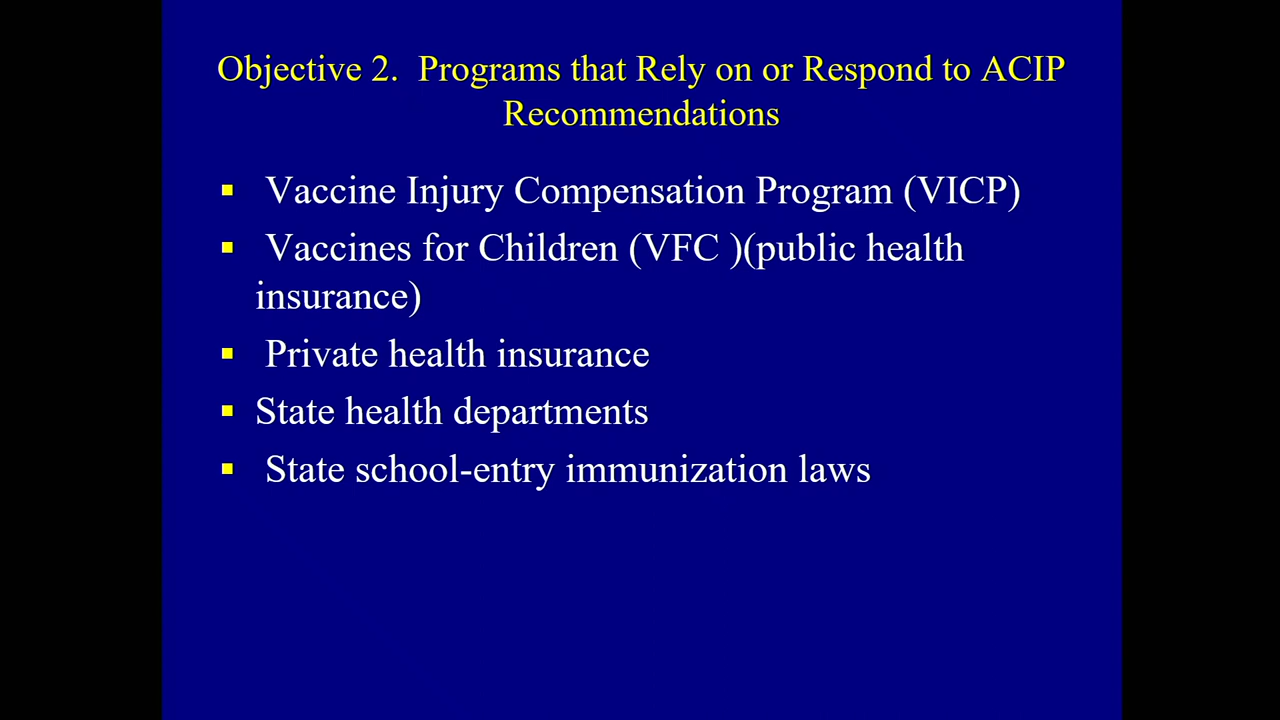 Objective 2.  Programs that Rely on or Respond to ACIP
Recommendations
▪ Vaccine Injury Compensation Program (VICP)
▪ Vaccines for Children (VFC )(public health
insurance)
▪ Private health insurance
▪ State health departments
▪ State school-entry immunization laws